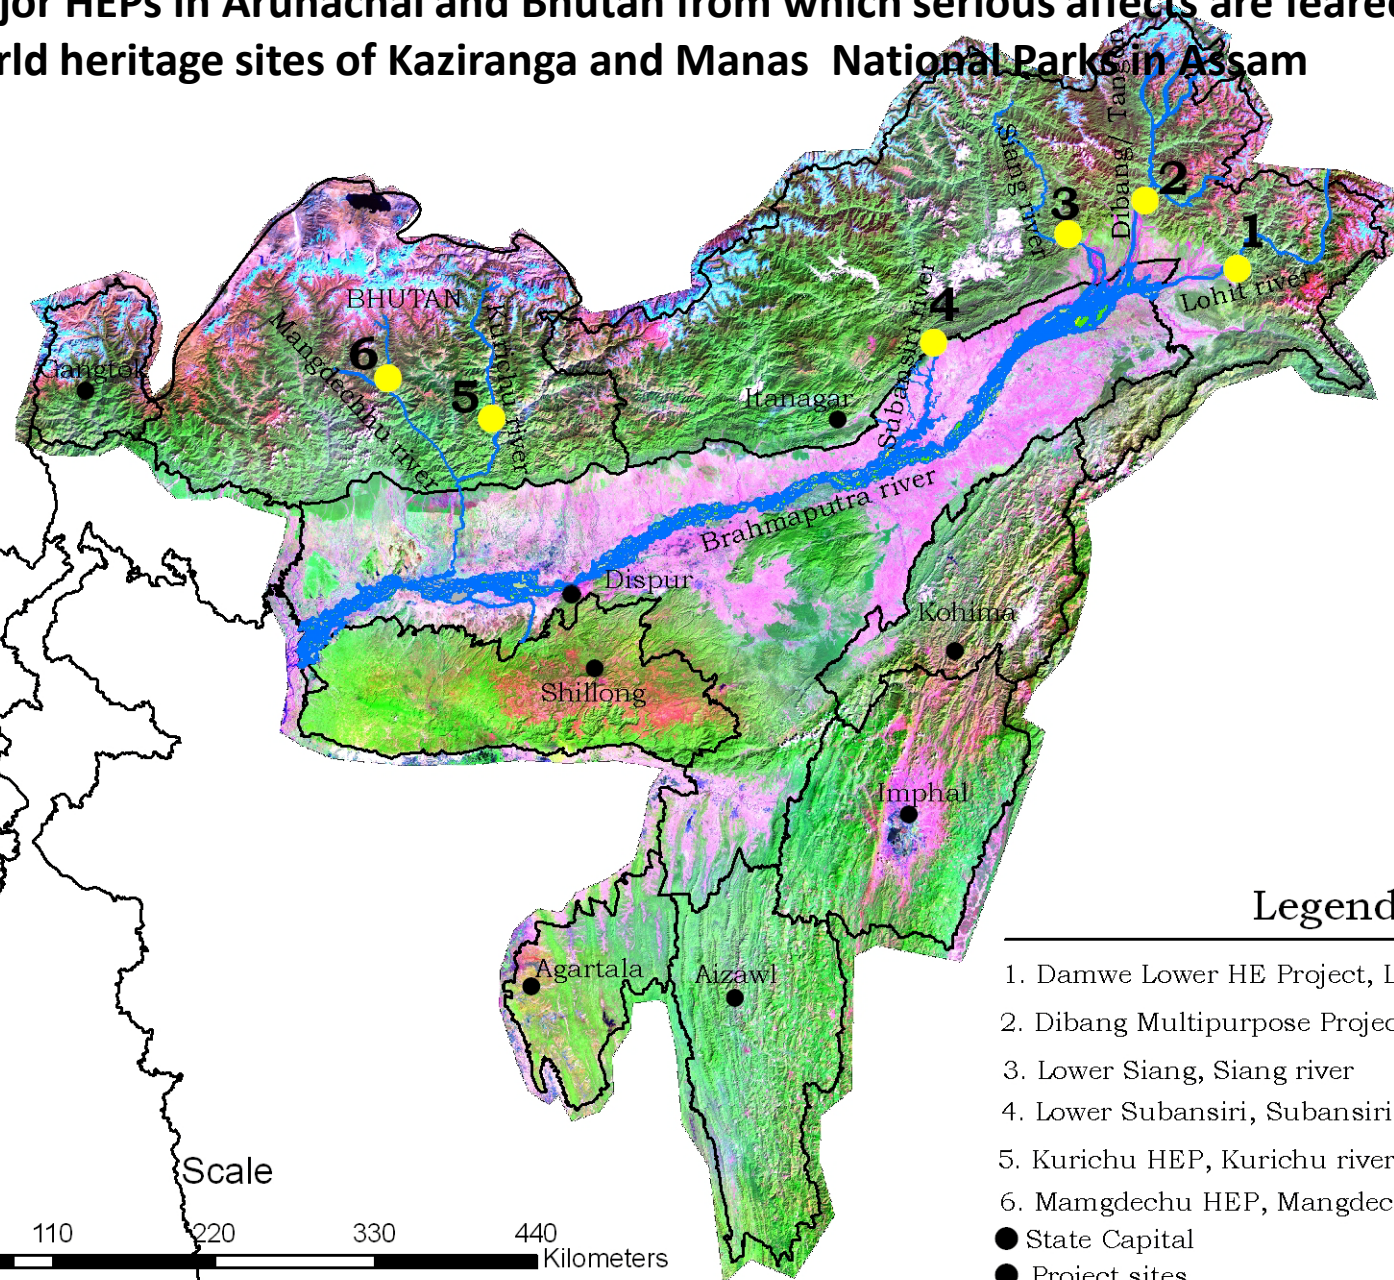 jor HEPs in Arunachal and Bhutan from which serious affects are feared
rld heritage sites of Kaziranga and Manas National Parks in Assam
Siang river
Dibang/ Tangon
2
3
1
Lohit river
BHUTAN
Subansiri river
4
Mangdechhu river
Kurichu river
6
5
Gangtok
Itanagar
Brahmaputra river
Dispur
Kohima
Shillong
Imphal
Agartala
Aizawl
Legend
1. Damwe Lower HE Project, L
2. Dibang Multipurpose Projec
3. Lower Siang, Siang river
4. Lower Subansiri, Subansiri
5. Kurichu HEP, Kurichu river
6. Mamgdechu HEP, Mangdec
State Capital
Project sites
Scale
110 220 330 440
Kilometers